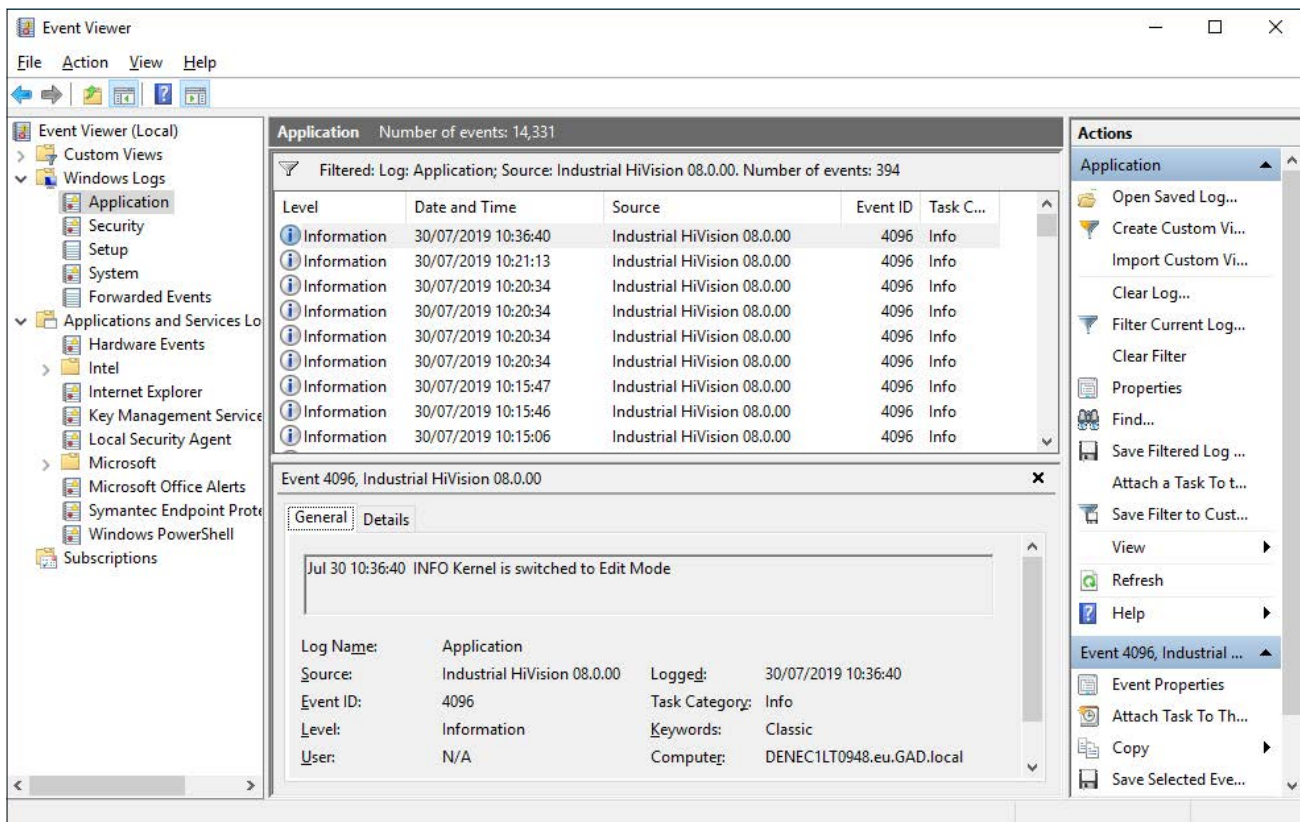 Event Viewer
File Action View Help
Event Viewer (Local)
Custom Views
Windows Logs
Application
Security
Setup
System
Forwarded Events
Applications and Services Lo
Hardware Events
Intel
Internet Explorer
Key Management Service
Local Security Agent
Microsoft
Microsoft Office Alerts
Symantec Endpoint Prote
Windows PowerShell
Subscriptions
Application Number of events: 14,331
Filtered: Log: Application; Source: Industrial HiVision 08.0.00. Number of events: 394
Level Date and Time Source Event ID Task C...
Information 30/07/2019 10:36:40 Industrial HiVision 08.0.00 4096 Info
Information 30/07/2019 10:21:13 Industrial HiVision 08.0.00 4096 Info
Information 30/07/2019 10:20:34 Industrial HiVision 08.0.00 4096 Info
Information 30/07/2019 10:20:34 Industrial HiVision 08.0.00 4096 Info
Information 30/07/2019 10:20:34 Industrial HiVision 08.0.00 4096 Info
Information 30/07/2019 10:20:34 Industrial HiVision 08.0.00 4096 Info
Information 30/07/2019 10:15:47 Industrial HiVision 08.0.00 4096 Info
Information 30/07/2019 10:15:46 Industrial HiVision 08.0.00 4096 Info
Information 30/07/2019 10:15:06 Industrial HiVision 08.0.00 4096 Info
Event 4096, Industrial HiVision 08.0.00
General Details
Jul 30 10:36:40 INFO Kernel is switched to Edit Mode
Log Name: Application
Source: Industrial HiVision 08.0.00 Logged: 30/07/2019 10:36:40
Event ID: 4096 Task Category: Info
Level: Information Keywords: Classic
User: N/A Computer: DENEC1LT0948.eu.GAD.local
Actions
Application
Open Saved Log...
Create Custom Vi...
Import Custom Vi...
Clear Log...
Filter Current Log...
Clear Filter
Properties
Find...
Save Filtered Log ...
Attach a Task To t...
Save Filter to Cust...
View
Refresh
Help
Event 4096, Industrial ...
Event Properties
Attach Task To Th...
Copy
Save Selected Eve...